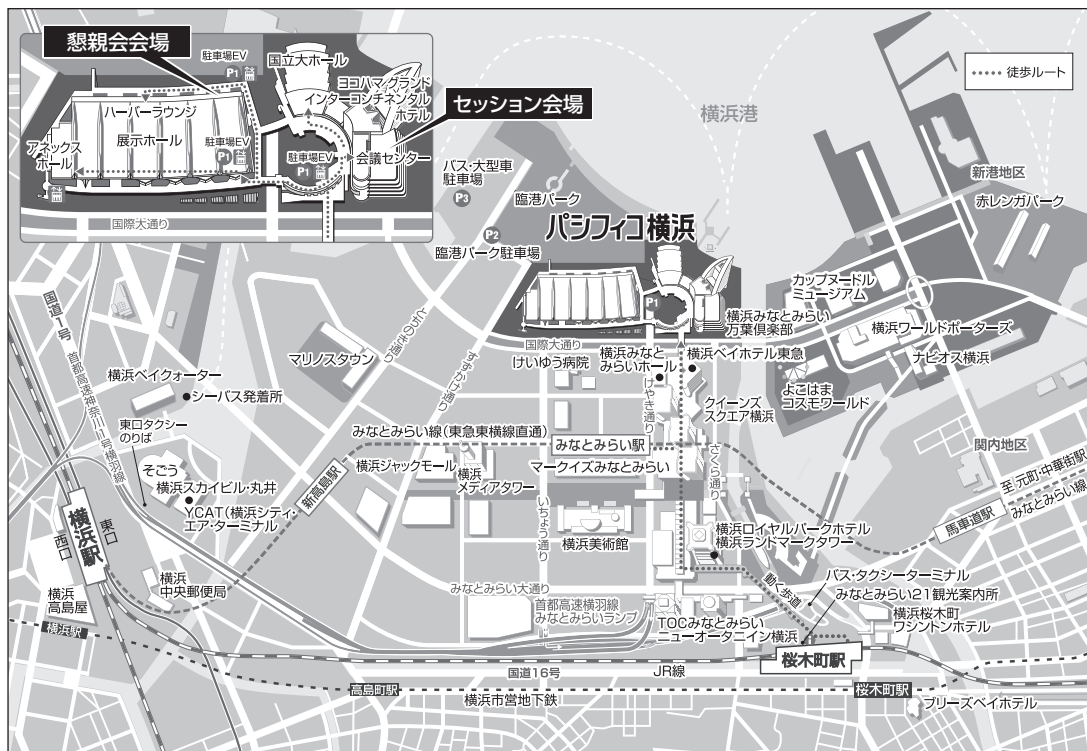 懇親会会場
駐車場EV
P1
国立大ホール
ヨコハマグランド
インターコンチネンタル
ホテル
セッション会場
ハーバーラウンジ
展示ホール
アネックス
ホール
駐車場EV
P1
駐車場EV
P1
会議センター
国際大通り
徒歩ルート
横浜港
バス・大型車
駐車場
P3
臨港パーク
P2
臨港パーク駐車場
パシフィコ横浜
P1
新港地区
赤レンガパーク
カップヌードル
ミュージアム
横浜みなとみらい
万葉倶楽部
横浜ワールドポーターズ
ナビオス横浜
よこはま
コスモワールド
国道1号
首都高速神奈川1号横羽線
とちのき通り
すずかけ通り
マリノスタウン
国際大通り
けいゆう病院
横浜みなと
みらいホール
横浜ベイホテル東急
けやき通り
クイーンズ
スクエア横浜
横浜ベイクォーター
シーバス発着所
東口タクシー
のりば
そごう
横浜スカイビル・丸井
YCAT(横浜シティ・
エア・ターミナル
みなとみらい線(東急東横線直通)
みなとみらい駅
新高島駅
横浜ジャックモール
横浜
メディアタワー
マークイズみなとみらい
さくら通り
いちょう通り
関内地区
至 元町・中華街駅
みなとみらい線
馬車道駅
横浜駅
東口
西口
横浜美術館
横浜ロイヤルパークホテル
横浜ランドマークタワー
横浜
中央郵便局
横浜
高島屋
みなとみらい大通り
首都高速横羽線
みなとみらいランプ
動く歩道
バス・タクシーターミナル
みなとみらい21観光案内所
TOCみなとみらい
ニューオータニイン横浜
横浜桜木町
ワシントンホテル
桜木町駅
横浜駅
国道16号
JR線
高島町駅
横浜市営地下鉄
桜木町駅
ブリーズベイホテル